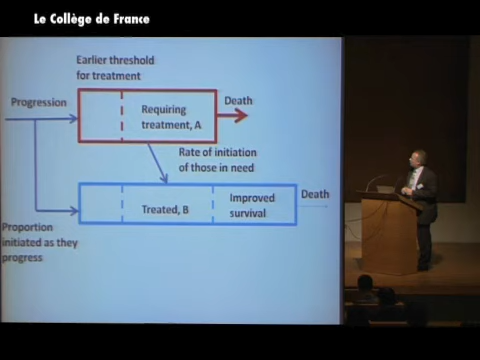 Le Collège de France
Earlier threshold
for treatment
Progression
Death
Requiring
treatment, A
Rate of initiation
of those in need
Treated, B
Improved
survival
Death
Proportion
initiated as they
progress